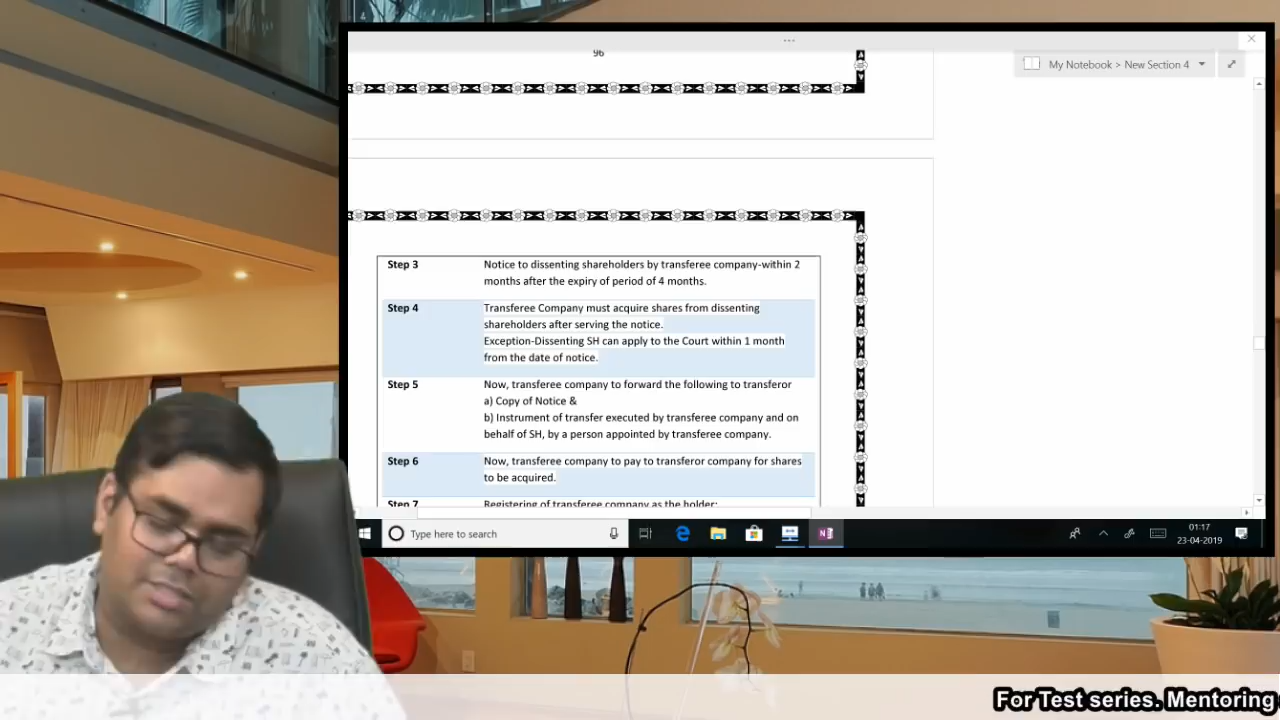 96
My Notebook > New Section 4
Step 3 Notice to dissenting shareholders by transferee company-within 2
months after the expiry of period of 4 months.
Step 4 Transferee Company must acquire shares from dissenting
shareholders after serving the notice.
Exception-Dissenting SH can apply to the Court within 1 month
from the date of notice.
Step 5 Now, transferee company to forward the following to transferor
a) Copy of Notice &
b) Instrument of transfer executed by transferee company and on
behalf of SH, by a person appointed by transferee company.
Step 6 Now, transferee company to pay to transferor company for shares
to be acquired.
Step 7 Registering of transferee company as the holder:
Type here to search
01:17
23-04-2019
For Test series. Mentoring